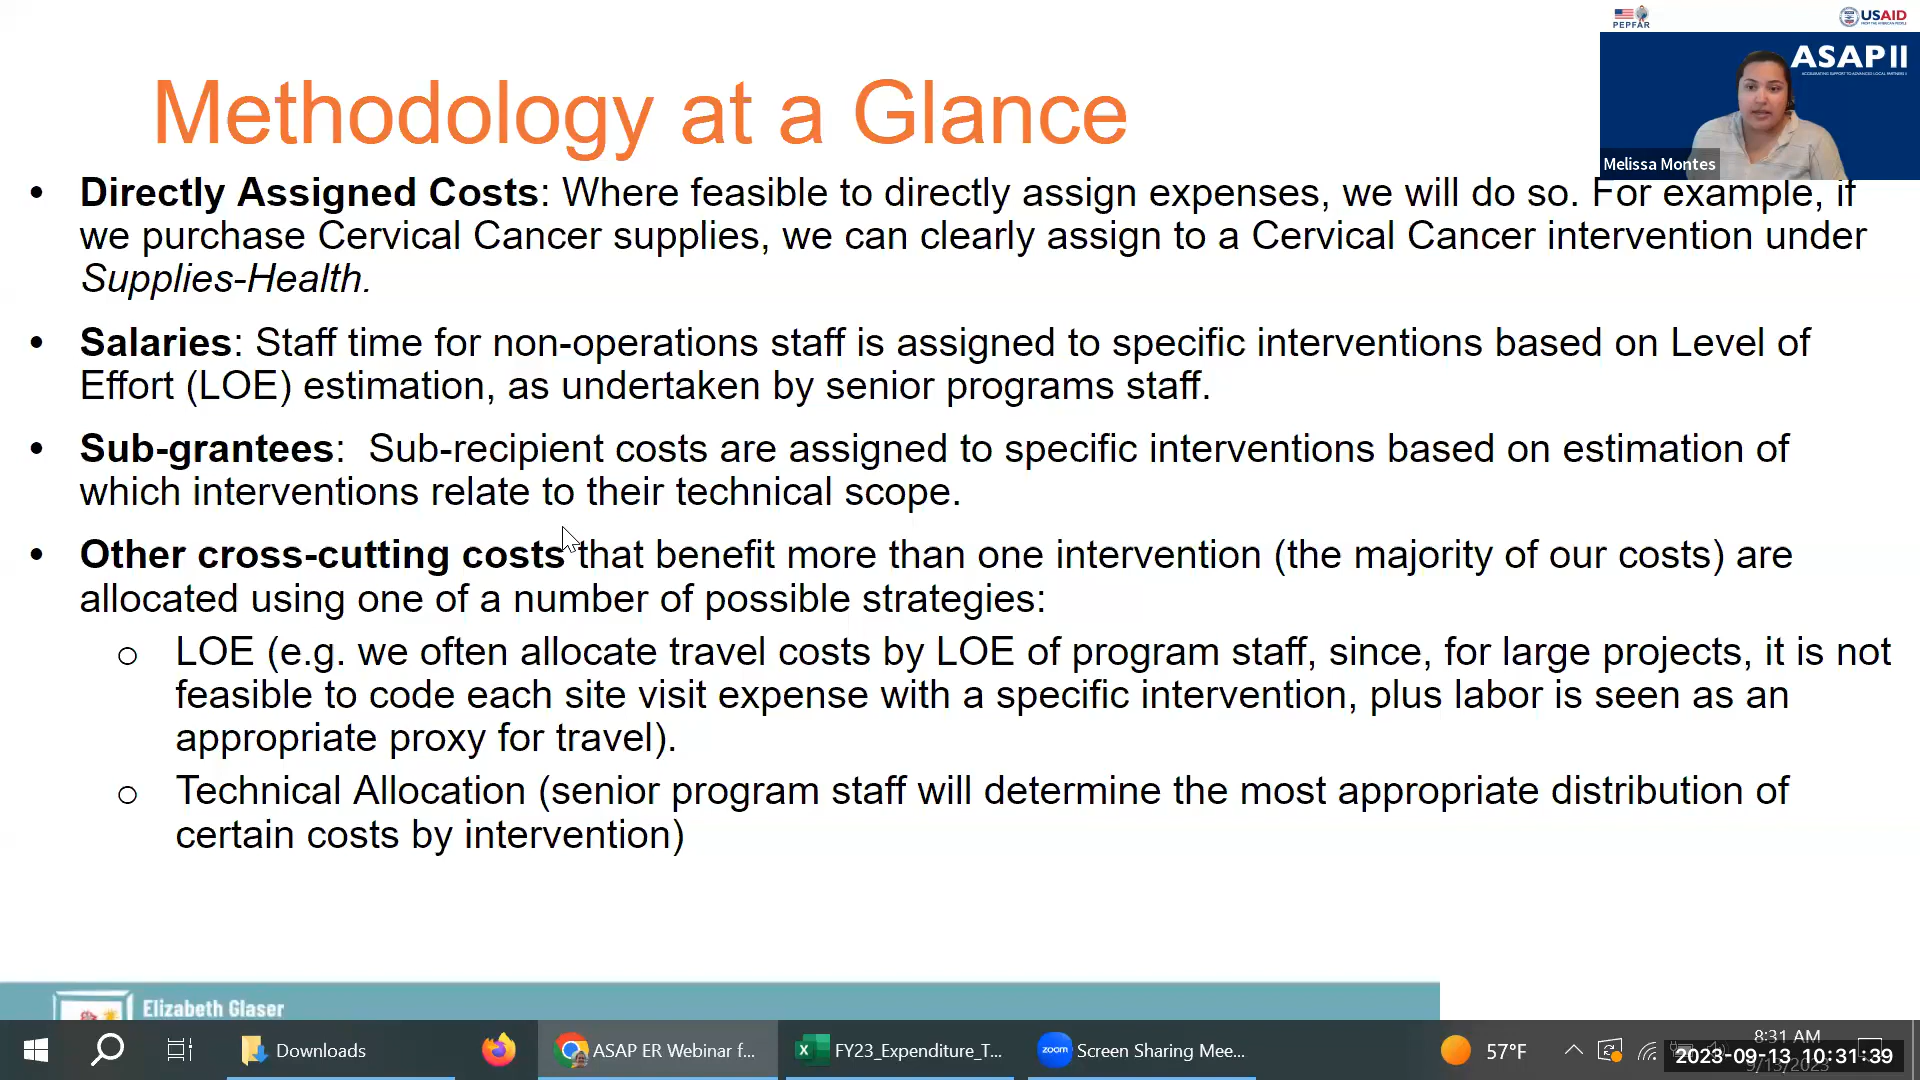 PEPFAR
USAID
ASAP II
Melissa Montes
Methodology at a Glance
• Directly Assigned Costs: Where feasible to directly assign expenses, we will do so. For example, if
we purchase Cervical Cancer supplies, we can clearly assign to a Cervical Cancer intervention under
Supplies-Health.
• Salaries: Staff time for non-operations staff is assigned to specific interventions based on Level of
Effort (LOE) estimation, as undertaken by senior programs staff.
• Sub-grantees: Sub-recipient costs are assigned to specific interventions based on estimation of
which interventions relate to their technical scope.
• Other cross-cutting costs that benefit more than one intervention (the majority of our costs) are
allocated using one of a number of possible strategies:
o LOE (e.g. we often allocate travel costs by LOE of program staff, since, for large projects, it is not
feasible to code each site visit expense with a specific intervention, plus labor is seen as an
appropriate proxy for travel).
o Technical Allocation (senior program staff will determine the most appropriate distribution of
certain costs by intervention)
Elizabeth Glaser
Downloads
ASAP ER Webinar f...
FY23_Expenditure_T...
zoom
Screen Sharing Mee...
57°F
8:31 AM
2023-09-13 10:31:39
9/13/2023